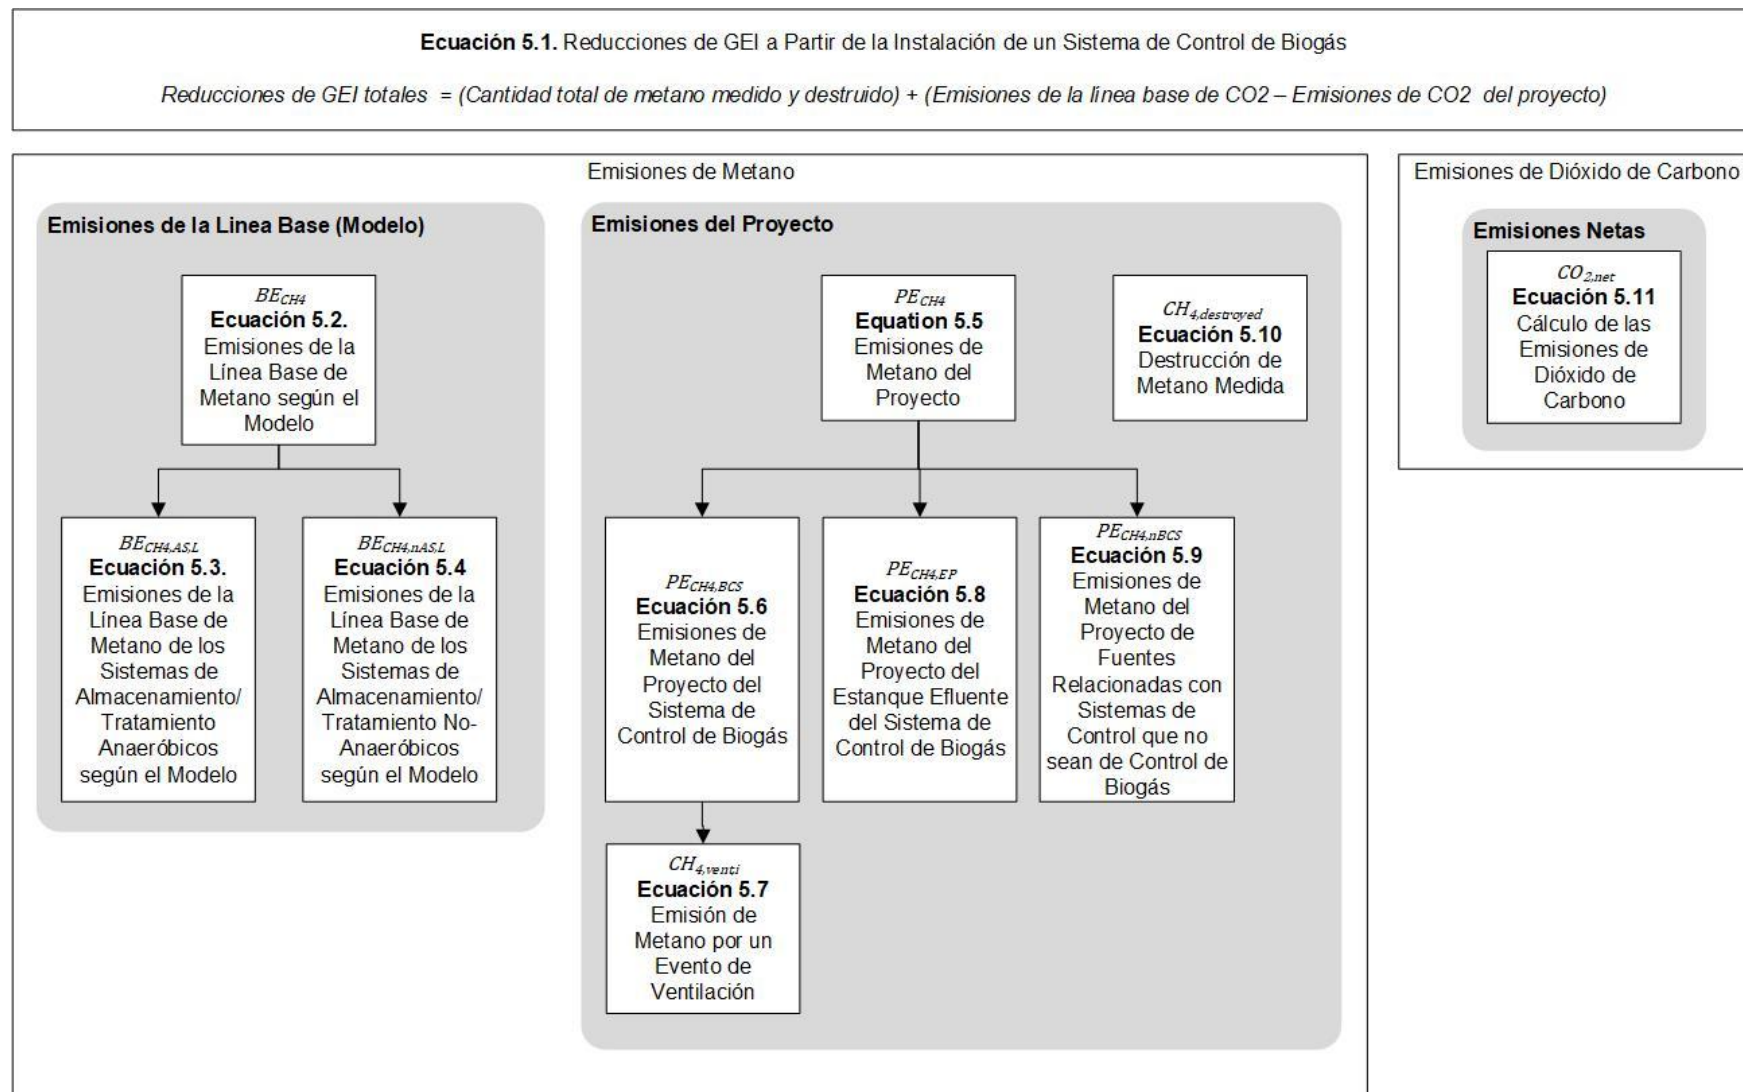 Ecuación 5.1. Reducciones de GEI a Partir de la Instalación de un Sistema de Control de Biogás
Reducciones de GEI totales = (Cantidad total de metano medido y destruido) + (Emisiones de la línea base de CO2 – Emisiones de CO2 del proyecto)
Emisiones de Metano
Emisiones de la Linea Base (Modelo)
BE_CH4
Ecuación 5.2.
Emisiones de la
Línea Base de
Metano según el
Modelo
BE_CH4,AS,L
Ecuación 5.3.
Emisiones de la
Línea Base de
Metano de los
Sistemas de
Almacenamiento/
Tratamiento
Anaeróbicos
según el Modelo
BE_CH4,nAS,L
Ecuación 5.4
Emisiones de la
Línea Base de
Metano de los
Sistemas de
Almacenamiento/
Tratamiento No-
Anaeróbicos
según el Modelo
Emisiones del Proyecto
PE_CH4
Equation 5.5
Emisiones de
Metano del
Proyecto
CH_4,destroyed
Ecuación 5.10
Destrucción de
Metano Medida
PE_CH4,BCS
Ecuación 5.6
Emisiones de
Metano del
Proyecto del
Sistema de
Control de Biogás
PE_CH4,EP
Ecuación 5.8
Emisiones de
Metano del
Proyecto del
Estanque Efluente
del Sistema de
Control de Biogás
PE_CH4,nBCS
Ecuación 5.9
Emisiones de
Metano del
Proyecto de
Fuentes
Relacionadas con
Sistemas de
Control que no
sean de Control de
Biogás
CH_4,venti
Ecuación 5.7
Emisión de
Metano por un
Evento de
Ventilación
Emisiones de Dióxido de Carbono
Emisiones Netas
CO_2,net
Ecuación 5.11
Cálculo de las
Emisiones de
Dióxido de
Carbono